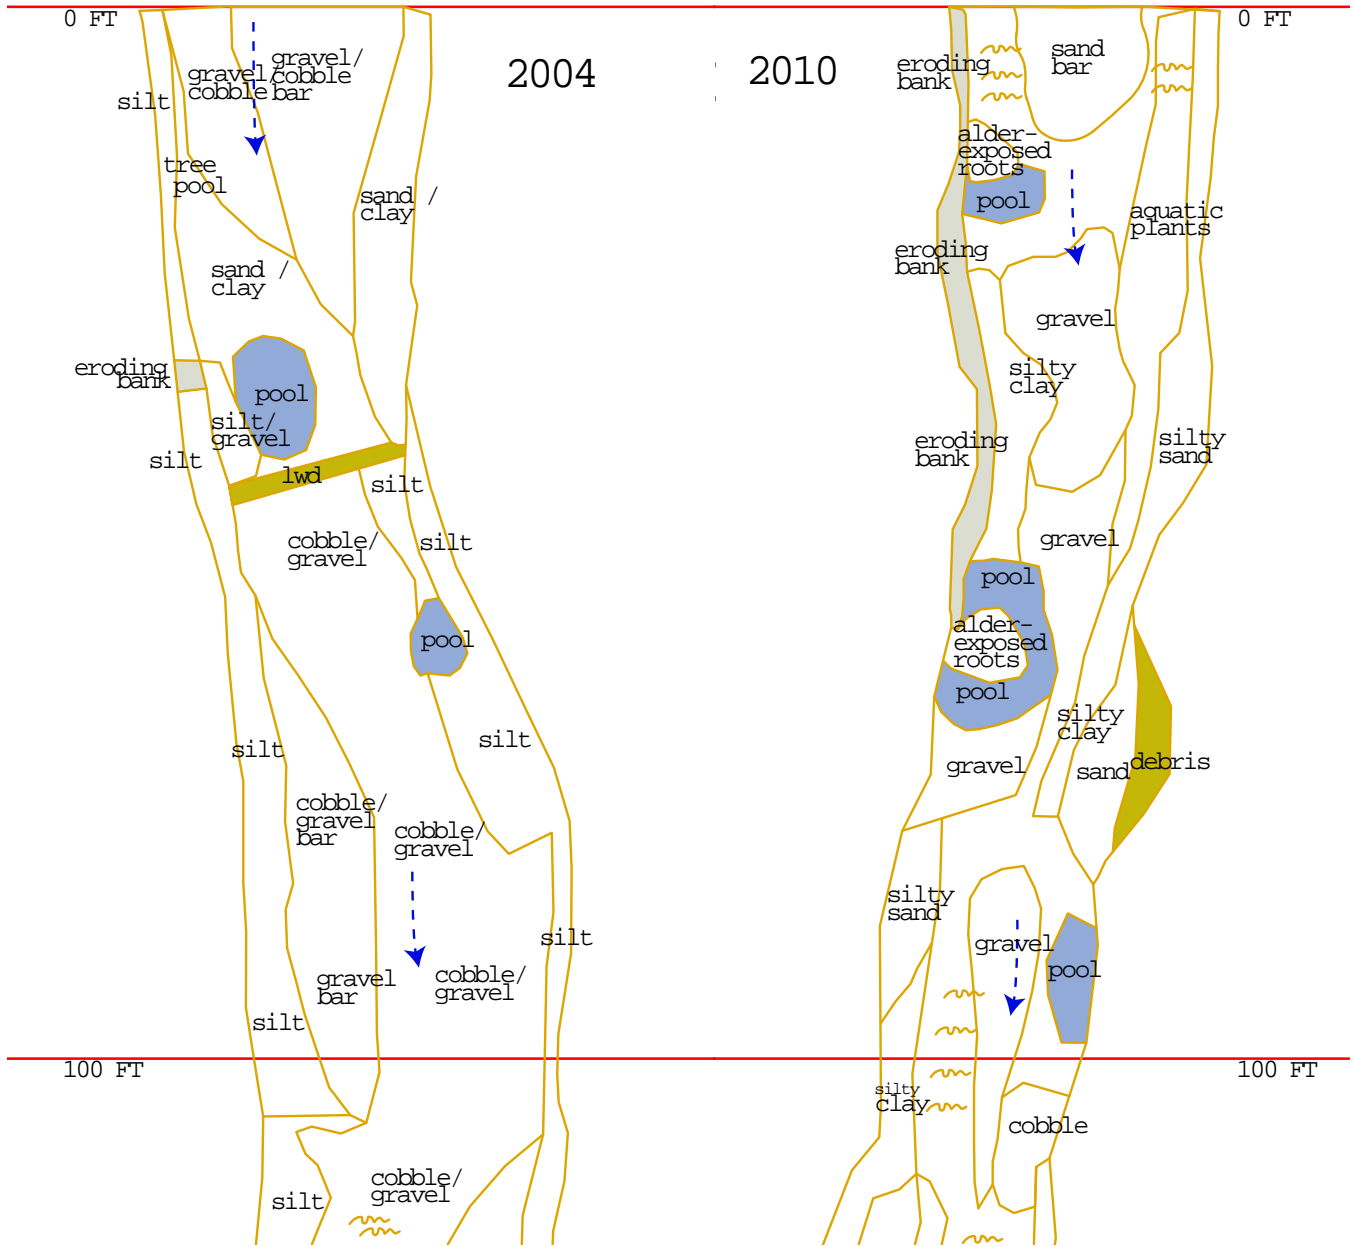 0 FT
gravel/
cobble
bar
gravel/
cobble
silt
2004
tree
pool
sand /
clay
sand /
clay
eroding
bank
pool
silt/
gravel
silt
lwd
silt
cobble/
gravel
silt
pool
silt
silt
cobble/
gravel
bar
cobble/
gravel
silt
gravel
bar
cobble/
gravel
silt
100 FT
cobble/
gravel
silt
0 FT
2010
eroding
bank
sand
bar
alder-
exposed
roots
pool
aquatic
plants
eroding
bank
gravel
silty
clay
eroding
bank
silty
sand
gravel
pool
alder-
exposed
roots
pool
silty
clay
gravel
sand
debris
silty
sand
gravel
pool
100 FT
silty
clay
cobble